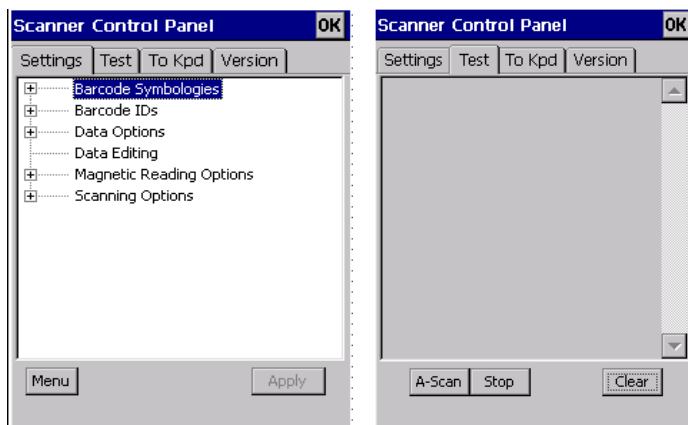 Scanner Control Panel OK
Settings Test To Kpd Version
Barcode Symbologies
Barcode IDs
Data Options
Data Editing
Magnetic Reading Options
Scanning Options
Menu Apply
Scanner Control Panel OK
Settings Test To Kpd Version
A-Scan Stop Clear